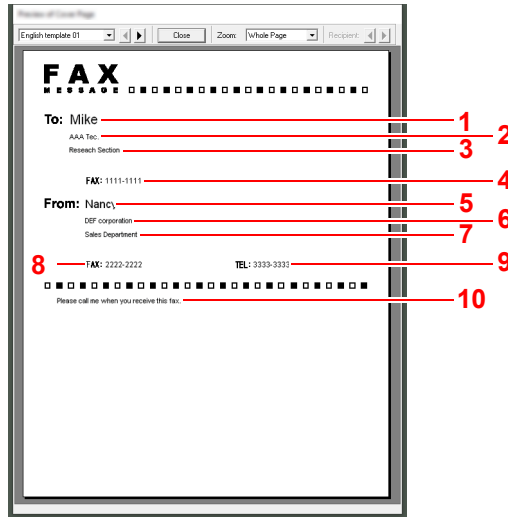 Preview of Cover Page
English template 01 Close Zoom: Whole Page Recipient:
FAX
MESSAGE
To: Mike 1
AAA Tec. 2
Reseach Section 3
FAX: 1111-1111 4
From: Nancy 5
DEF corporation 6
Sales Department 7
8 FAX: 2222-2222 TEL: 3333-3333 9
Please call me when you receive this fax. 10